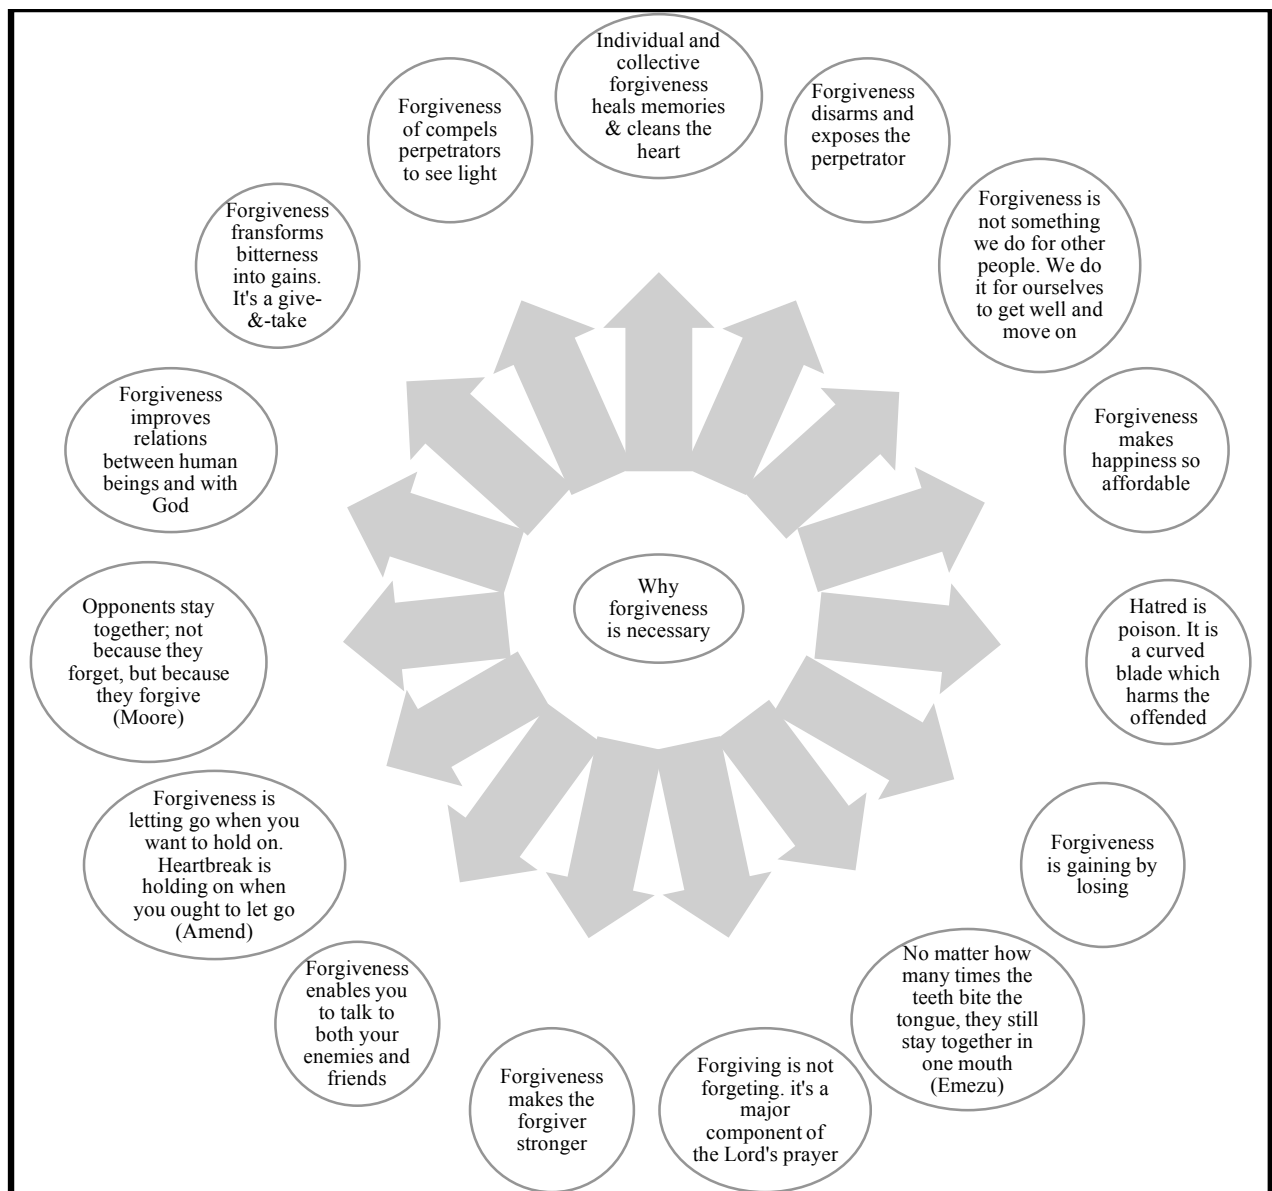 Individual and
collective
forgiveness
heals memories
& cleans the
heart
Forgiveness
disarms and
exposes the
perpetrator
Forgiveness is
not something
we do for other
people. We do
it for ourselves
to get well and
move on
Forgiveness
makes
happiness so
affordable
Hatred is
poison. It is
a curved
blade which
harms the
offended
Forgiveness
is gaining by
losing
No matter how
many times the
teeth bite the
tongue, they still
stay together in
one mouth
(Emezu)
Forgiving is not
forgeting. it's a
major
component of
the Lord's prayer
Forgiveness
makes the
forgiver
stronger
Forgiveness
enables you
to talk to
both your
enemies and
friends
Forgiveness is
letting go when you
want to hold on.
Heartbreak is
holding on when
you ought to let go
(Amend)
Opponents stay
together; not
because they
forget, but because
they forgive
(Moore)
Forgiveness
improves
relations
between human
beings and with
God
Forgiveness
fransforms
bitterness
into gains.
It's a give-
&-take
Forgiveness
of compels
perpetrators
to see light
Why
forgiveness
is necessary